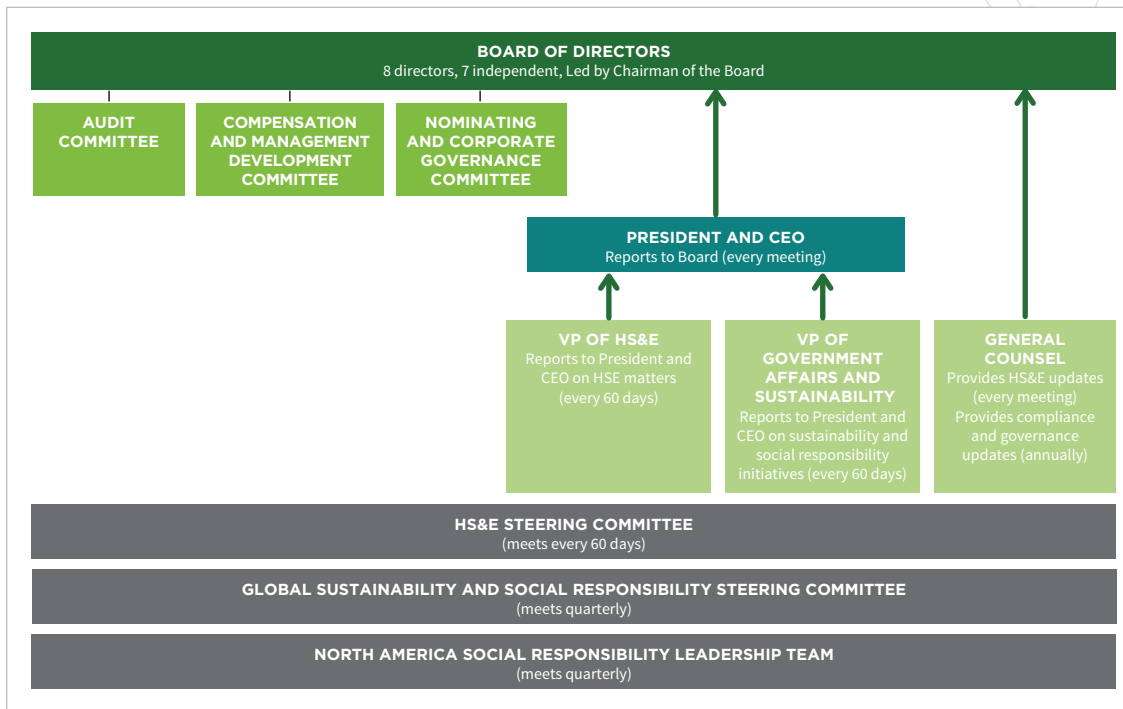 BOARD OF DIRECTORS
8 directors, 7 independent, Led by Chairman of the Board
AUDIT
COMMITTEE
COMPENSATION
AND MANAGEMENT
DEVELOPMENT
COMMITTEE
NOMINATING
AND CORPORATE
GOVERNANCE
COMMITTEE
PRESIDENT AND CEO
Reports to Board (every meeting)
VP OF HS&E
Reports to President and
CEO on HSE matters
(every 60 days)
VP OF
GOVERNMENT
AFFAIRS AND
SUSTAINABILITY
Reports to President and
CEO on sustainability and
social responsibility
initiatives (every 60 days)
GENERAL
COUNSEL
Provides HS&E updates
(every meeting)
Provides compliance
and governance
updates (annually)
HS&E STEERING COMMITTEE
(meets every 60 days)
GLOBAL SUSTAINABILITY AND SOCIAL RESPONSIBILITY STEERING COMMITTEE
(meets quarterly)
NORTH AMERICA SOCIAL RESPONSIBILITY LEADERSHIP TEAM
(meets quarterly)